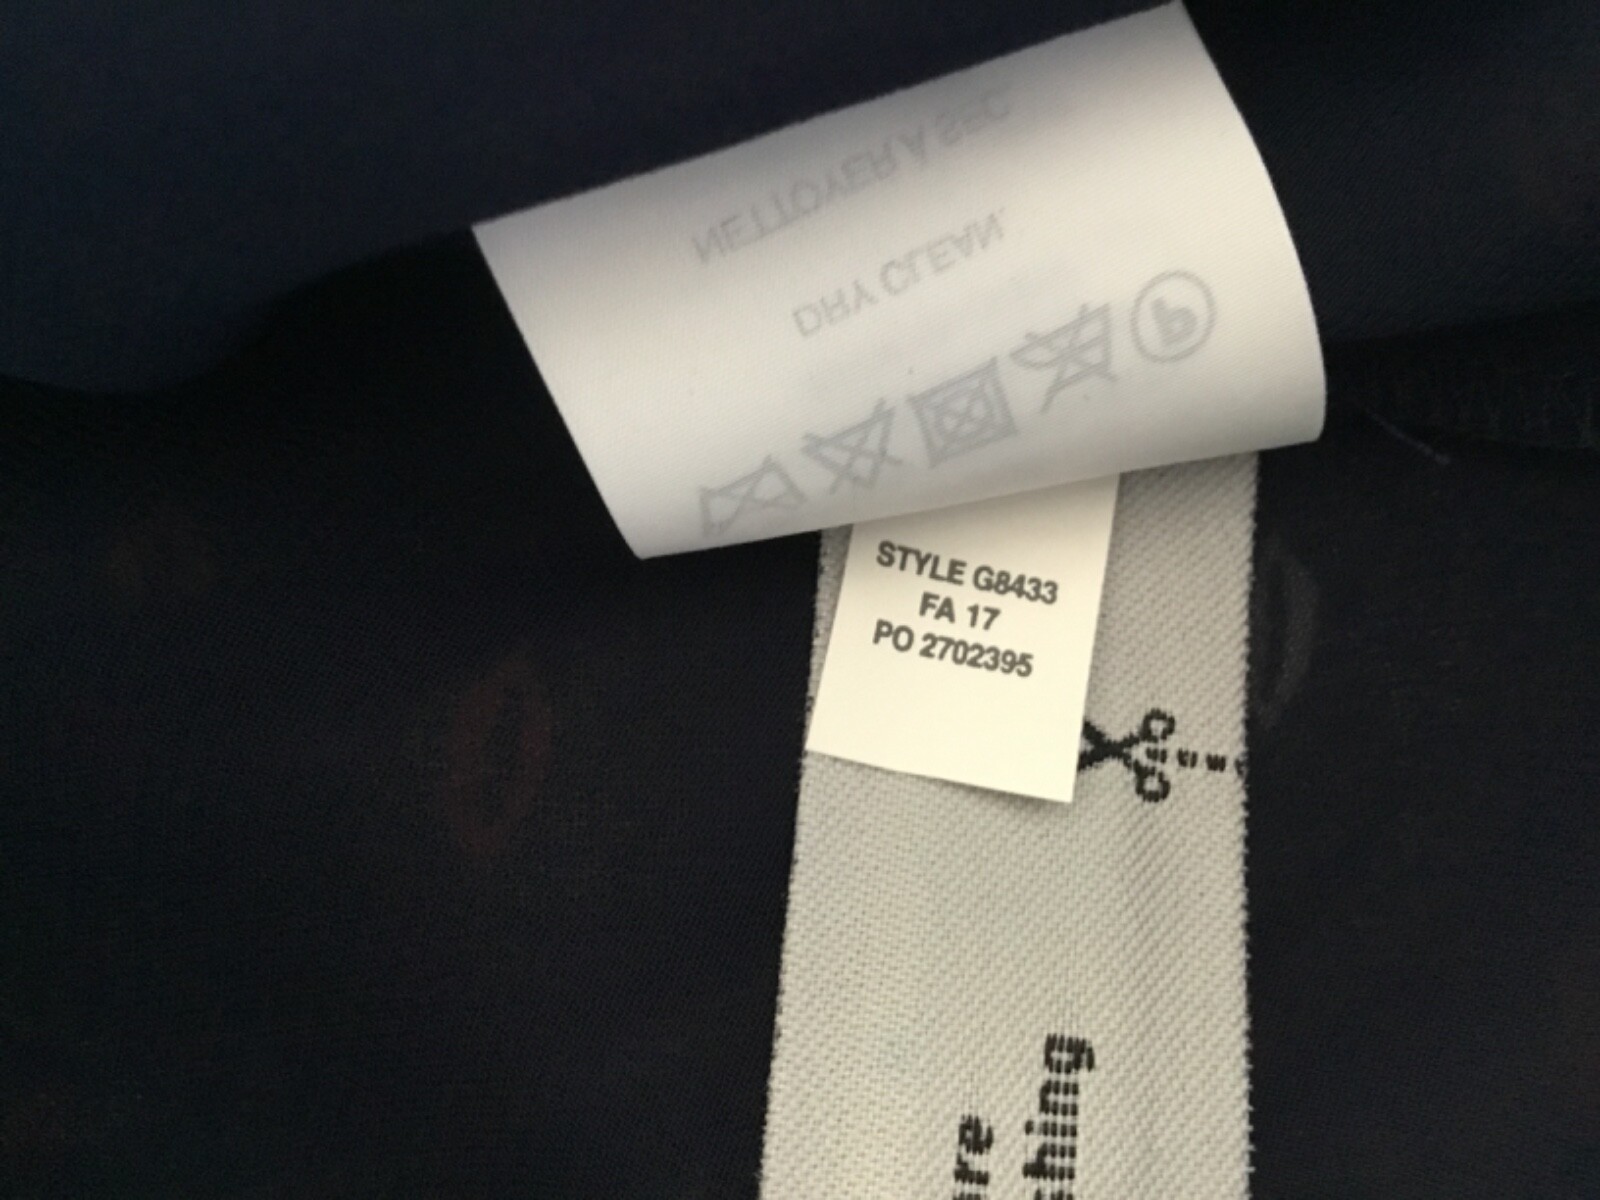 NETTOYER À SEC
DRY CLEAN
P
STYLE G8433
FA 17
PO 2702395